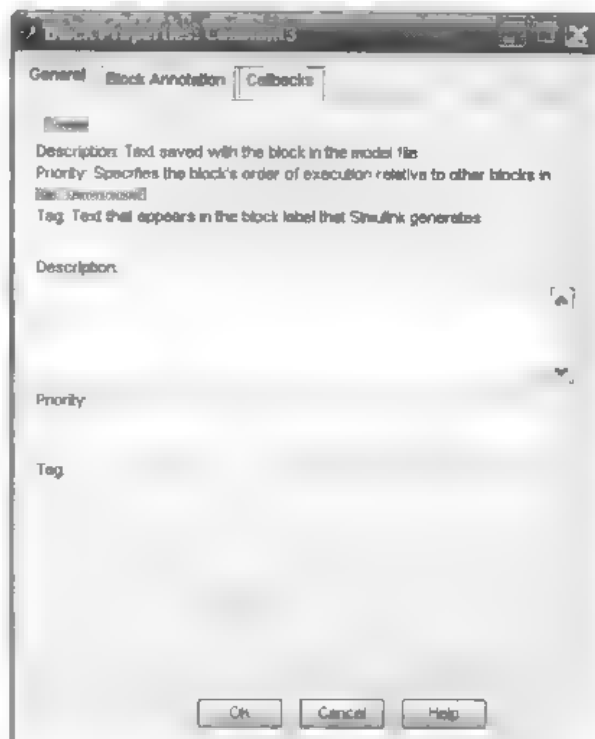 Block Properties:
General Block Annotation Callbacks
Description: Text saved with the block in the model file
Priority: Specifies the block's order of execution relative to other blocks in
Tag: Text that appears in the block label that Simulink generates
Description:
Priority:
Tag:
OK Cancel Help